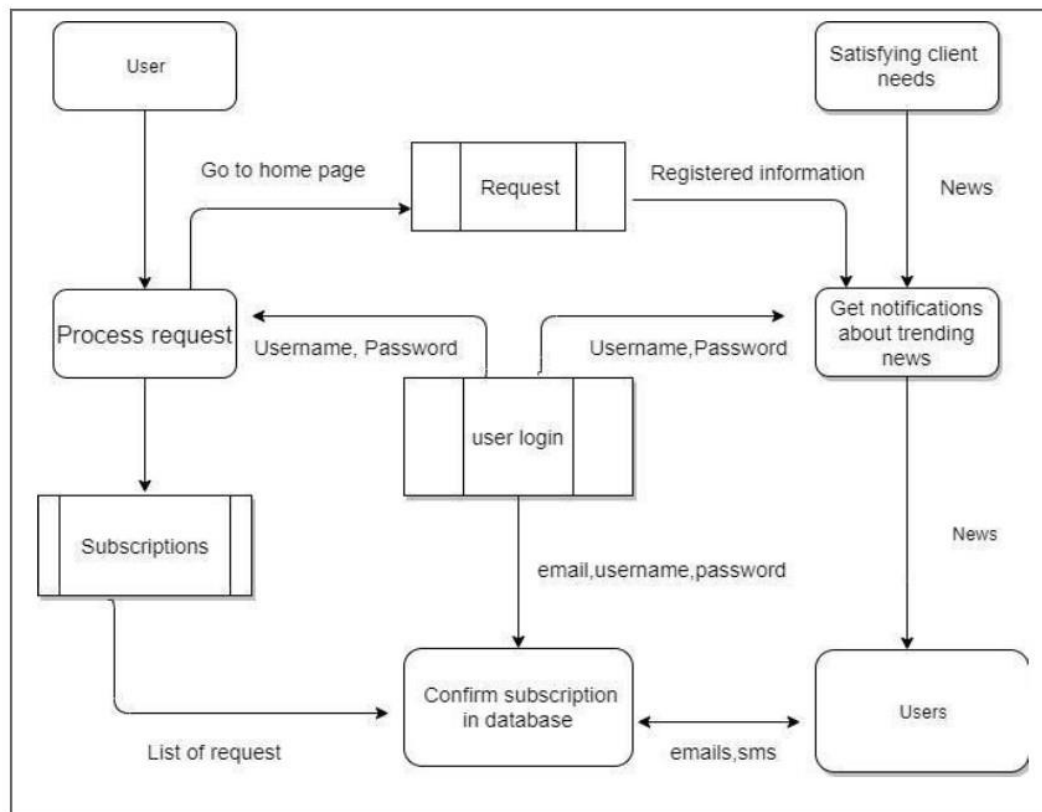 User
Satisfying client
needs
Go to home page
Request
Registered information
News
Process request
Username, Password
Username,Password
Get notifications
about trending
news
user login
Subscriptions
email,username,password
News
Confirm subscription
in database
Users
List of request
emails,sms